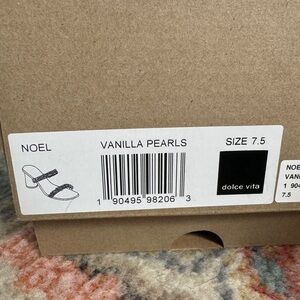 NOEL
VANILLA PEARLS
SIZE 7.5
dolce vita
1 90495 98206 3
NOE
VANI
1 904
7.5